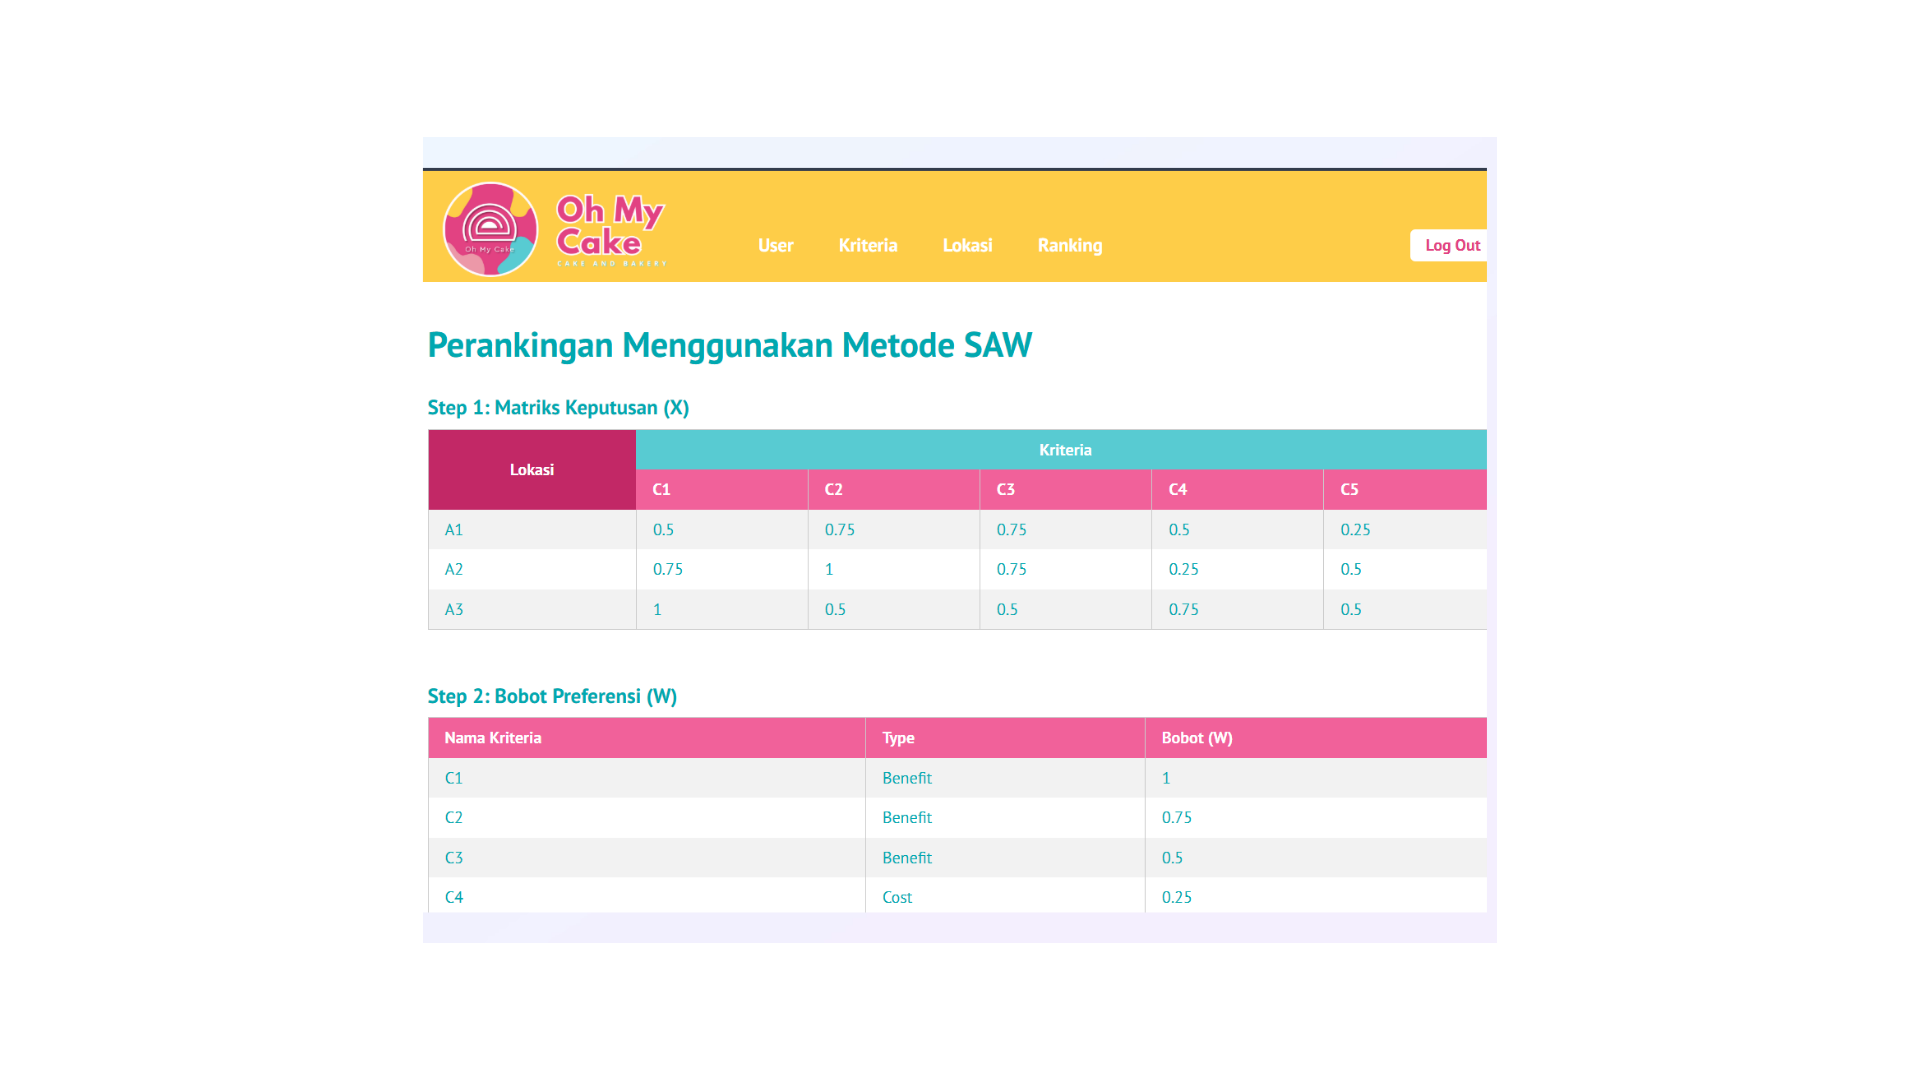 Oh My Cake
Oh My
Cake
CAKE AND BAKERY
User Kriteria Lokasi Ranking Log Out
Perankingan Menggunakan Metode SAW
Step 1: Matriks Keputusan (X)
Lokasi Kriteria
C1 C2 C3 C4 C5
A1 0.5 0.75 0.75 0.5 0.25
A2 0.75 1 0.75 0.25 0.5
A3 1 0.5 0.5 0.75 0.5
Step 2: Bobot Preferensi (W)
Nama Kriteria Type Bobot (W)
C1 Benefit 1
C2 Benefit 0.75
C3 Benefit 0.5
C4 Cost 0.25